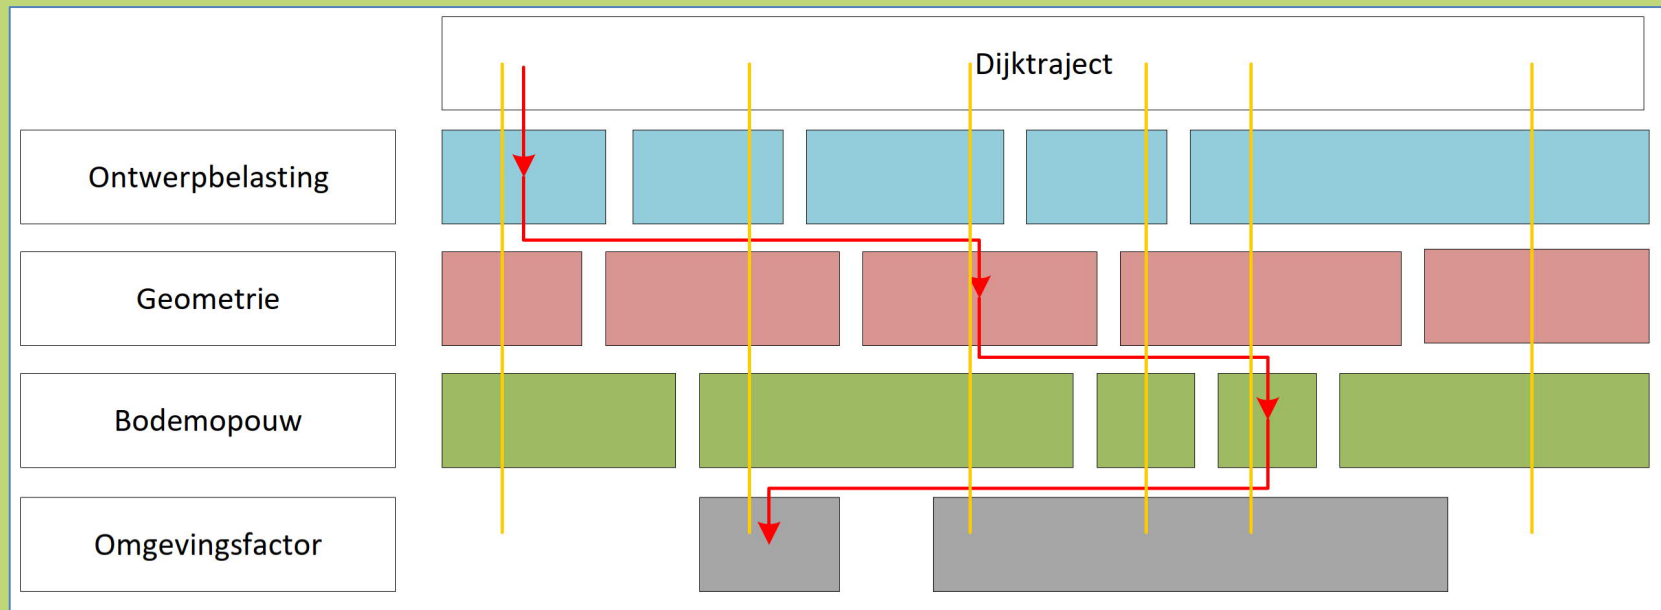 Dijktraject
Ontwerpbelasting
Geometrie
Bodemopouw
Omgevingsfactor